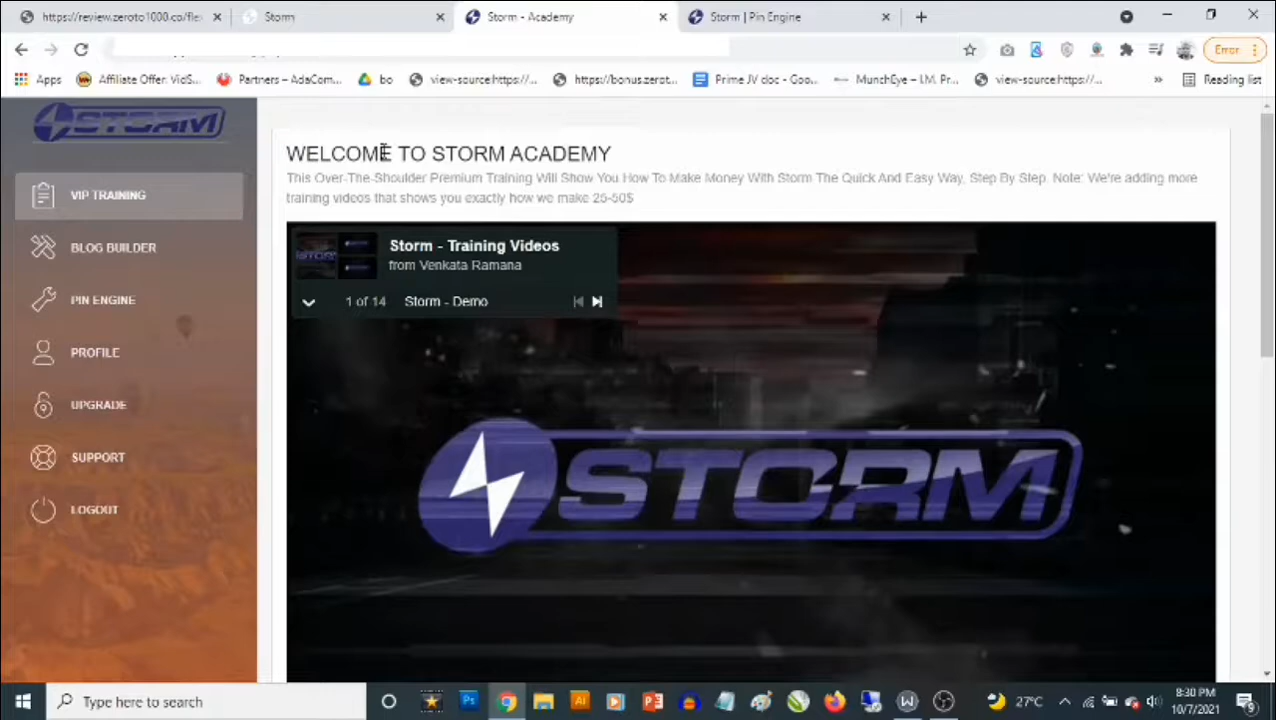 https://review.zeroto1000.co/flex
Storm
Storm - Academy
Storm | Pin Engine
Error
Apps
Affiliate Offer: VidS...
Partners – AdaCom...
bo
view-source:https://...
https://bonus.zerot...
Prime JV doc - Goo...
MunchEye – I.M. Pr...
view-source:https://...
»
Reading list
STORM
VIP TRAINING
BLOG BUILDER
PIN ENGINE
PROFILE
UPGRADE
SUPPORT
LOGOUT
WELCOME TO STORM ACADEMY
This Over-The-Shoulder Premium Training Will Show You How To Make Money With Storm The Quick And Easy Way, Step By Step. Note: We're adding more
training videos that shows you exactly how we make 25-50$
Storm - Training Videos
from Venkata Ramana
1 of 14 Storm - Demo
STORM
Type here to search
27°C
8:30 PM
10/7/2021